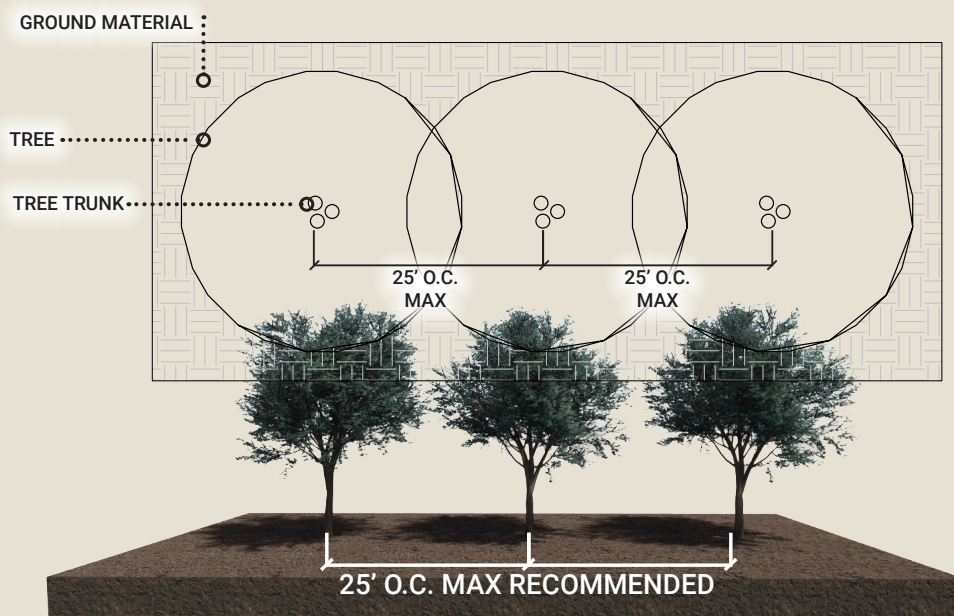 GROUND MATERIAL
TREE
TREE TRUNK
25’ O.C.
MAX
25’ O.C.
MAX
25’ O.C. MAX RECOMMENDED